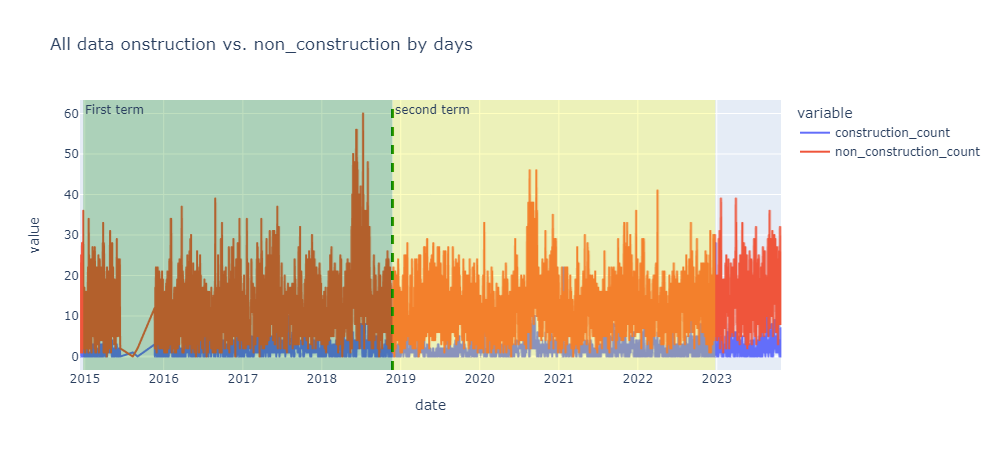 All data onstruction vs. non_construction by days
First term
second term
variable
construction_count
non_construction_count
60
50
40
30
20
10
0
value
2015 2016 2017 2018 2019 2020 2021 2022 2023
date